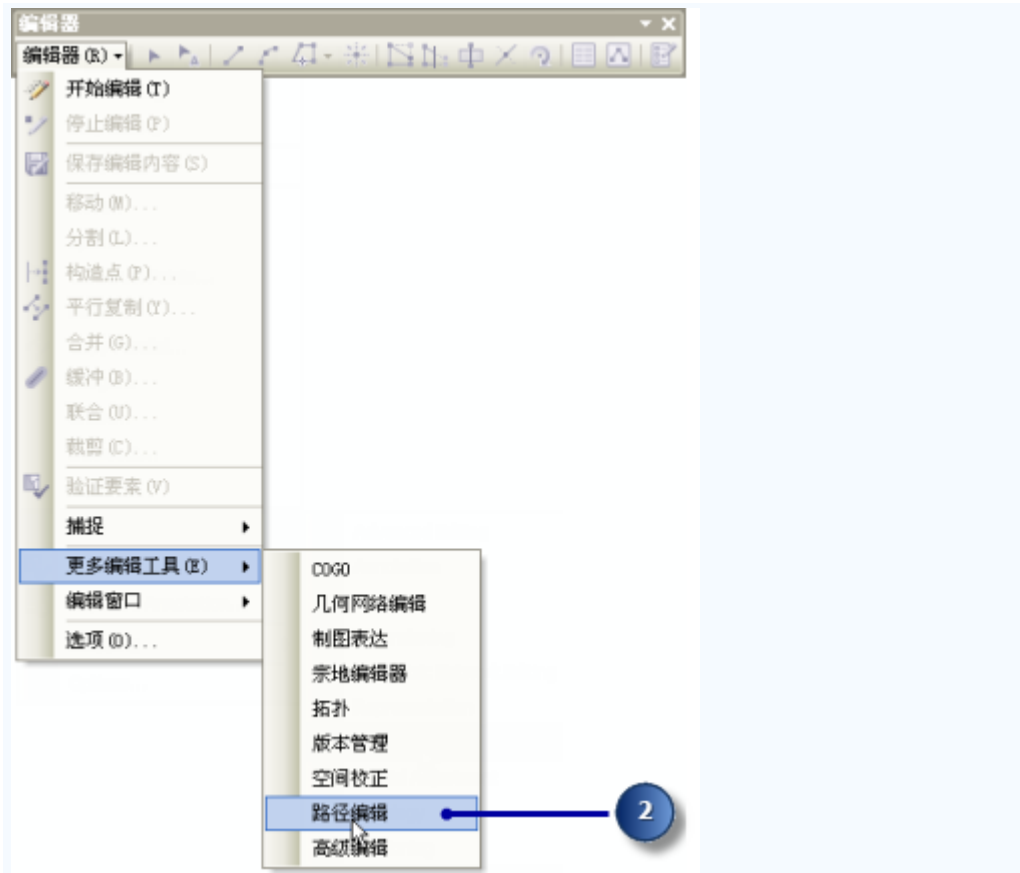 编辑器
编辑器(R)
开始编辑(T)
停止编辑(P)
保存编辑内容(S)
移动(M)...
分割(L)...
构造点(P)...
平行复制(Y)...
合并(G)...
缓冲(B)...
联合(U)...
裁剪(C)...
验证要素(V)
捕捉
更多编辑工具(E)
编辑窗口
选项(O)...
COGO
几何网络编辑
制图表达
宗地编辑器
拓扑
版本管理
空间校正
路径编辑
2
高级编辑